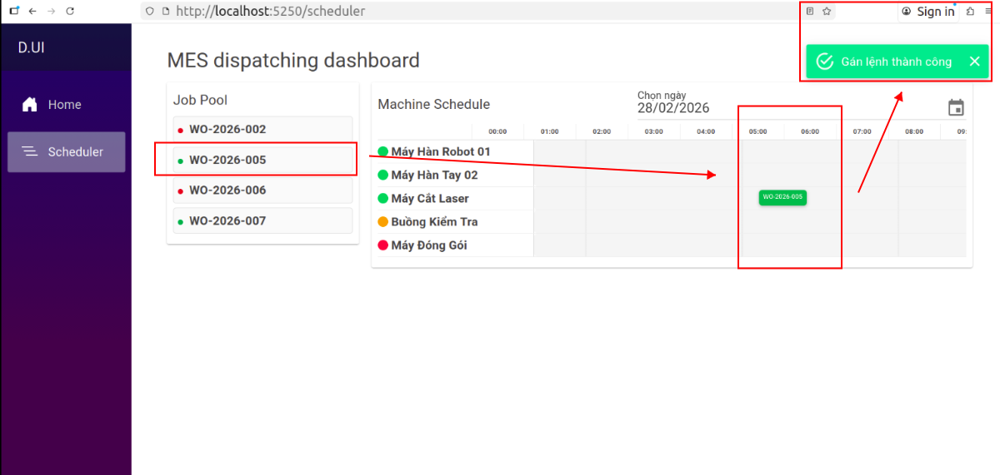 http://localhost:5250/scheduler
Sign in
D.UI
Home
Scheduler
MES dispatching dashboard
Gán lệnh thành công
Job Pool
WO-2026-002
WO-2026-005
WO-2026-006
WO-2026-007
Machine Schedule
Chọn ngày
28/02/2026
00:00 01:00 02:00 03:00 04:00 05:00 06:00 07:00 08:00 09:
Máy Hàn Robot 01
Máy Hàn Tay 02
Máy Cắt Laser
WO-2026-005
Buồng Kiểm Tra
Máy Đóng Gói